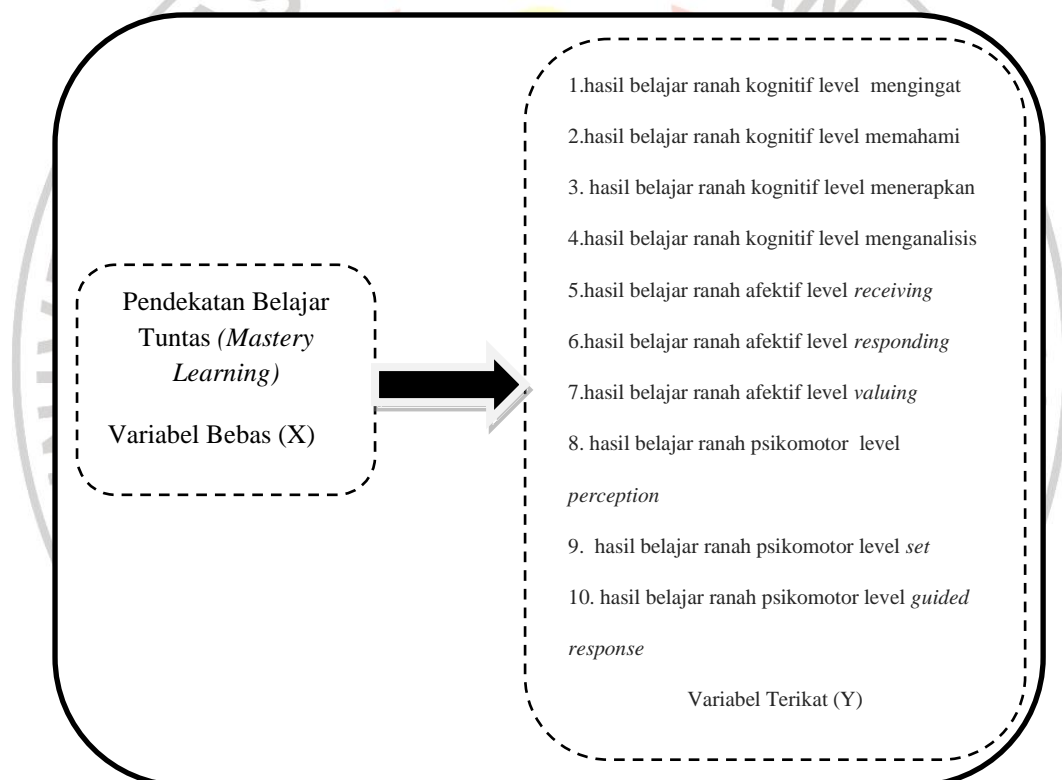 Pendekatan Belajar
Tuntas (Mastery
Learning)
Variabel Bebas (X)
1.hasil belajar ranah kognitif level mengingat
2.hasil belajar ranah kognitif level memahami
3. hasil belajar ranah kognitif level menerapkan
4.hasil belajar ranah kognitif level menganalisis
5.hasil belajar ranah afektif level receiving
6.hasil belajar ranah afektif level responding
7.hasil belajar ranah afektif level valuing
8. hasil belajar ranah psikomotor level
perception
9. hasil belajar ranah psikomotor level set
10. hasil belajar ranah psikomotor level guided
response
Variabel Terikat (Y)